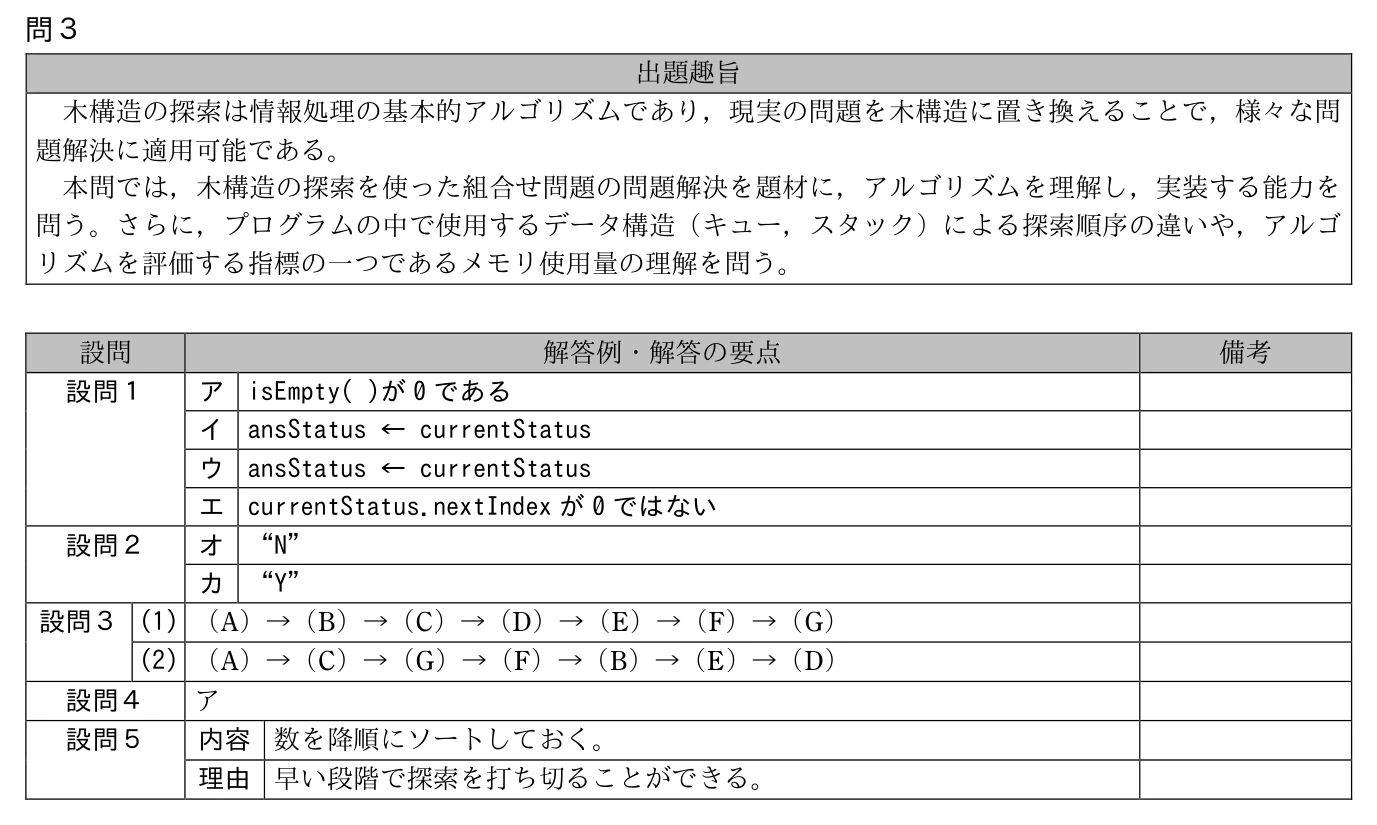 問３
出題趣旨
木構造の探索は情報処理の基本的アルゴリズムであり，現実の問題を木構造に置き換えることで，様々な問
題解決に適用可能である。
本問では，木構造の探索を使った組合せ問題の問題解決を題材に，アルゴリズムを理解し，実装する能力を
問う。さらに，プログラムの中で使用するデータ構造（キュー，スタック）による探索順序の違いや，アルゴ
リズムを評価する指標の一つであるメモリ使用量の理解を問う。
設問 解答例・解答の要点 備考
設問１ ア isEmpty( )が 0 である
イ ansStatus ← currentStatus
ウ ansStatus ← currentStatus
エ currentStatus.nextIndex が 0 ではない
設問２ オ “N”
カ “Y”
設問３ (1) （A）→（B）→（C）→（D）→（E）→（F）→（G）
(2) （A）→（C）→（G）→（F）→（B）→（E）→（D）
設問４ ア
設問５ 内容 数を降順にソートしておく。
理由 早い段階で探索を打ち切ることができる。